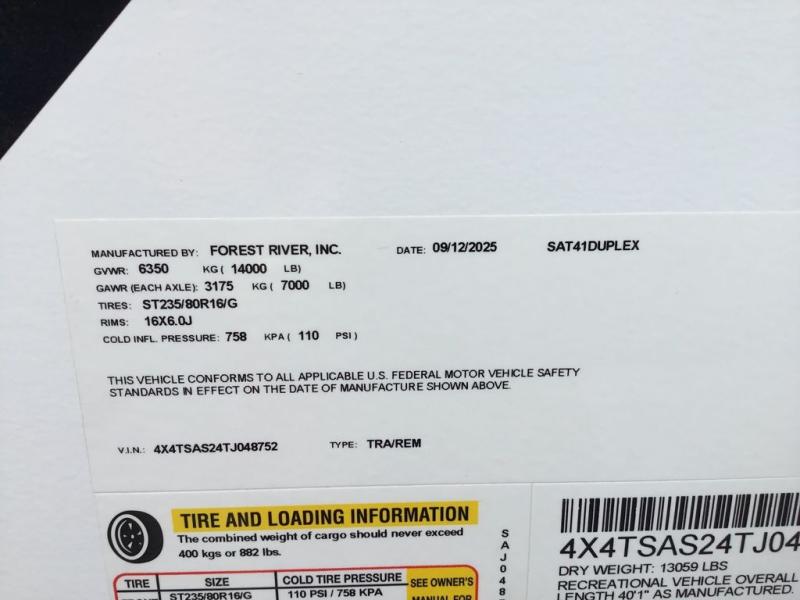 MANUFACTURED BY: FOREST RIVER, INC. DATE: 09/12/2025 SAT41DUPLEX
GVWR: 6350 KG ( 14000 LB)
GAWR (EACH AXLE): 3175 KG ( 7000 LB)
TIRES: ST235/80R16/G
RIMS: 16X6.0J
COLD INFL. PRESSURE: 758 KPA ( 110 PSI )
THIS VEHICLE CONFORMS TO ALL APPLICABLE U.S. FEDERAL MOTOR VEHICLE SAFETY
STANDARDS IN EFFECT ON THE DATE OF MANUFACTURE SHOWN ABOVE.
V.I.N.: 4X4TSAS24TJ048752 TYPE: TRA/REM
TIRE AND LOADING INFORMATION
The combined weight of cargo should never exceed
400 kgs or 882 lbs.
TIRE SIZE COLD TIRE PRESSURE SEE OWNER'S
ST235/80R16/G 110 PSI / 758 KPA MANUAL FOR
SAJ048
4X4TSAS24TJ04
DRY WEIGHT: 13059 LBS
RECREATIONAL VEHICLE OVERALL
LENGTH 40'1" AS MANUFACTURED.